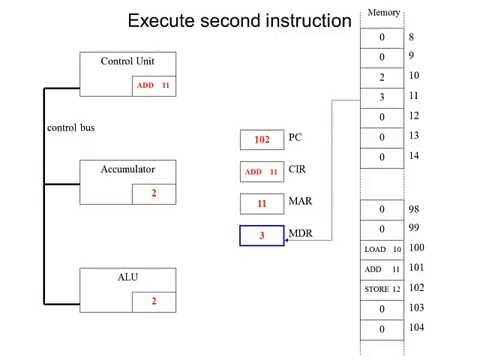 Execute second instruction
Memory
0 8
0 9
2 10
3 11
0 12
0 13
0 14
Control Unit
ADD 11
control bus
102 PC
ADD 11 CIR
11 MAR
3 MDR
Accumulator
2
ALU
2
0 98
0 99
LOAD 10 100
ADD 11 101
STORE 12 102
0 103
0 104